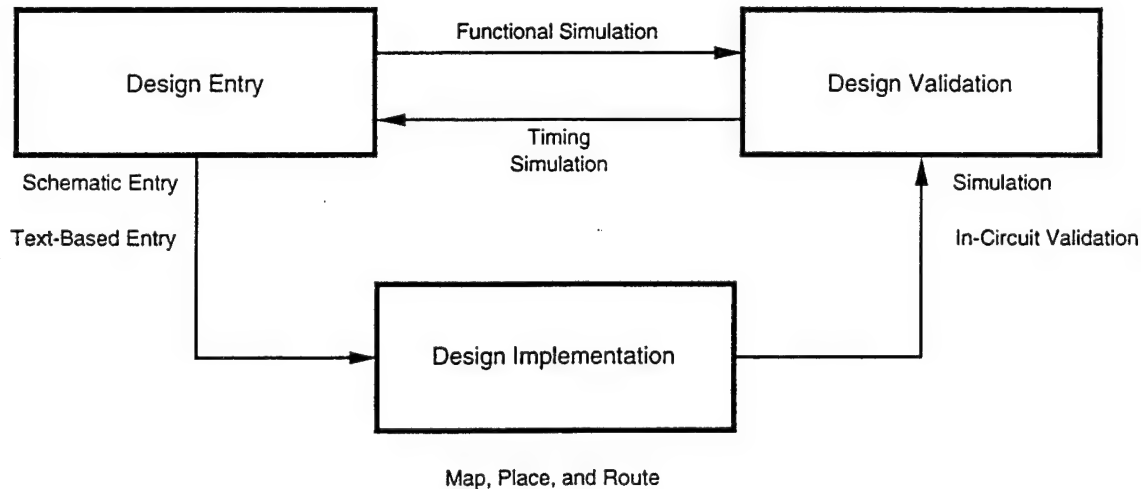 Functional Simulation
Design Entry
Design Validation
Timing
Simulation
Schematic Entry
Simulation
Text-Based Entry
In-Circuit Validation
Design Implementation
Map, Place, and Route